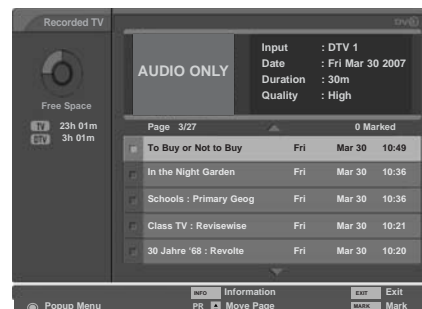 Recorded TV
DVR
AUDIO ONLY
Input : DTV 1
Date : Fri Mar 30 2007
Duration : 30m
Quality : High
Free Space
TV 23h 01m
DTV 3h 01m
Page 3/27 0 Marked
To Buy or Not to Buy Fri Mar 30 10:49
In the Night Garden Fri Mar 30 10:36
Schools : Primary Geog Fri Mar 30 10:36
Class TV : Revisewise Fri Mar 30 10:21
30 Jahre '68 : Revolte Fri Mar 30 10:20
INFO Information EXIT Exit
Popup Menu PR Move Page MARK Mark